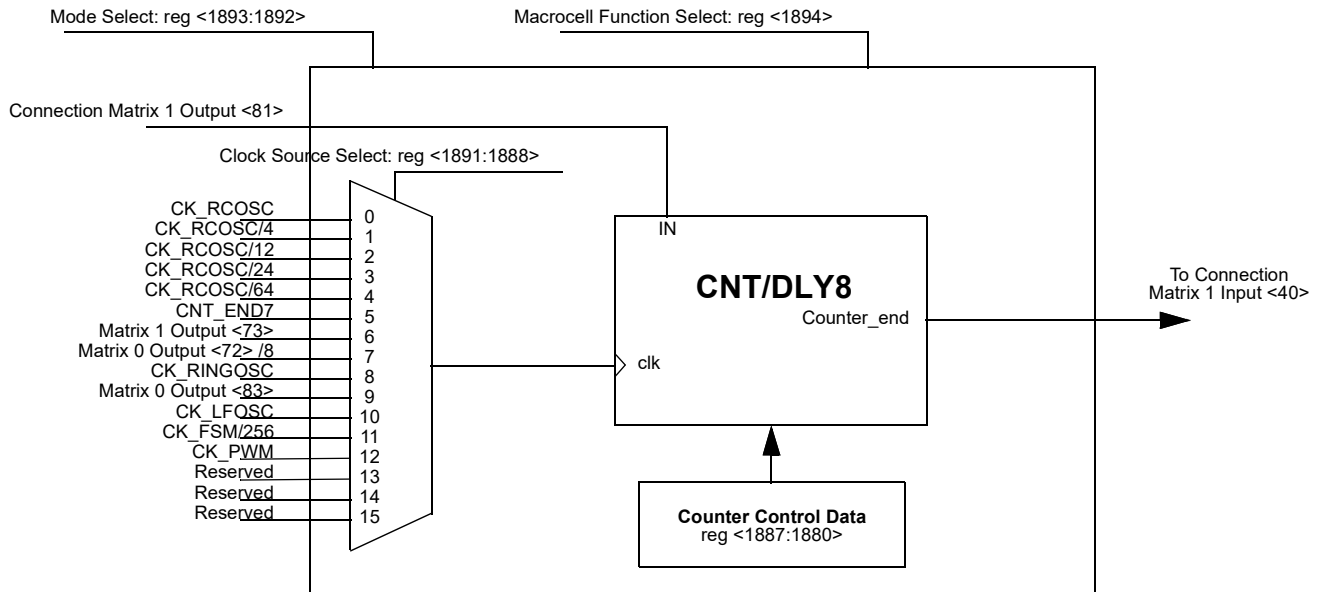 Mode Select: reg <1893:1892>
Macrocell Function Select: reg <1894>
Connection Matrix 1 Output <81>
Clock Source Select: reg <1891:1888>
CK_RCOSC
0
CK_RCOSC/4
1
CK_RCOSC/12
2
CK_RCOSC/24
3
CK_RCOSC/64
4
CNT_END7
5
Matrix 1 Output <73>
6
Matrix 0 Output <72> /8
7
CK_RINGOSC
8
Matrix 0 Output <83>
9
CK_LFOSC
10
CK_FSM/256
11
CK_PWM
12
Reserved
13
Reserved
14
Reserved
15
IN
CNT/DLY8
Counter_end
clk
To Connection
Matrix 1 Input <40>
Counter Control Data
reg <1887:1880>